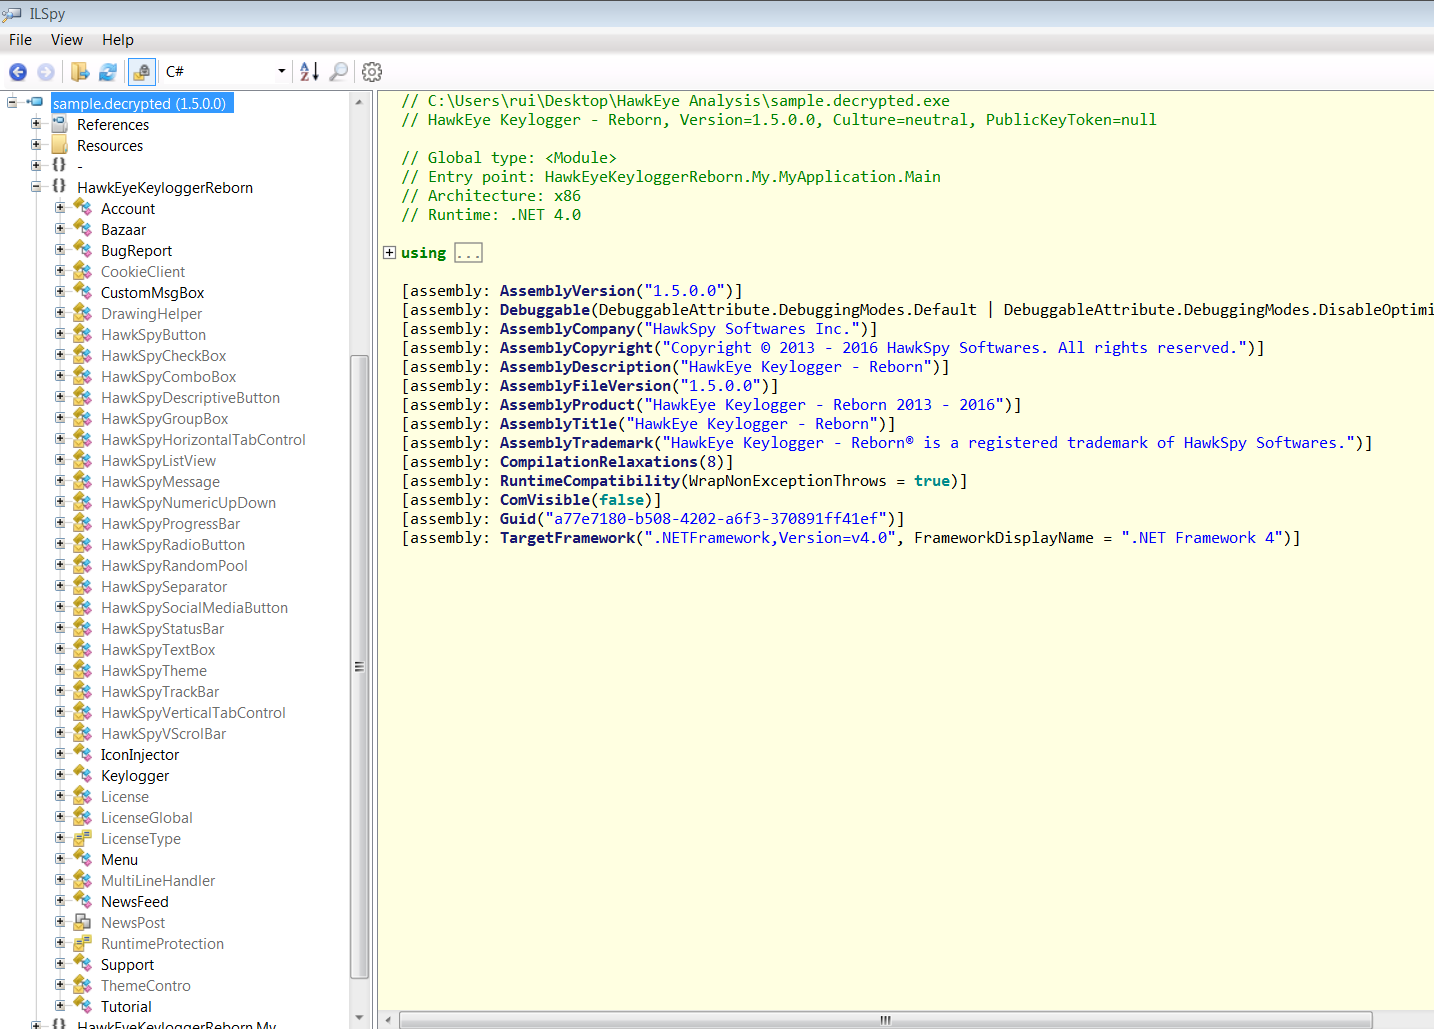 ILSpy
File View Help
C#
sample.decrypted (1.5.0.0)
References
Resources
-
HawkEyeKeyloggerReborn
Account
Bazaar
BugReport
CookieClient
CustomMsgBox
DrawingHelper
HawkSpyButton
HawkSpyCheckBox
HawkSpyComboBox
HawkSpyDescriptiveButton
HawkSpyGroupBox
HawkSpyHorizontalTabControl
HawkSpyListView
HawkSpyMessage
HawkSpyNumericUpDown
HawkSpyProgressBar
HawkSpyRadioButton
HawkSpyRandomPool
HawkSpySeparator
HawkSpySocialMediaButton
HawkSpyStatusBar
HawkSpyTextBox
HawkSpyTheme
HawkSpyTrackBar
HawkSpyVerticalTabControl
HawkSpyVScrolBar
IconInjector
Keylogger
License
LicenseGlobal
LicenseType
Menu
MultiLineHandler
NewsFeed
NewsPost
RuntimeProtection
Support
ThemeContro
Tutorial
HawkEyeKeyloggerReborn.My
// C:\Users\rui\Desktop\HawkEye Analysis\sample.decrypted.exe
// HawkEye Keylogger - Reborn, Version=1.5.0.0, Culture=neutral, PublicKeyToken=null
// Global type: <Module>
// Entry point: HawkEyeKeyloggerReborn.My.MyApplication.Main
// Architecture: x86
// Runtime: .NET 4.0
using ...
[assembly: AssemblyVersion("1.5.0.0")]
[assembly: Debuggable(DebuggableAttribute.DebuggingModes.Default | DebuggableAttribute.DebuggingModes.DisableOptimi
[assembly: AssemblyCompany("HawkSpy Softwares Inc.")]
[assembly: AssemblyCopyright("Copyright © 2013 - 2016 HawkSpy Softwares. All rights reserved.")]
[assembly: AssemblyDescription("HawkEye Keylogger - Reborn")]
[assembly: AssemblyFileVersion("1.5.0.0")]
[assembly: AssemblyProduct("HawkEye Keylogger - Reborn 2013 - 2016")]
[assembly: AssemblyTitle("HawkEye Keylogger - Reborn")]
[assembly: AssemblyTrademark("HawkEye Keylogger - Reborn® is a registered trademark of HawkSpy Softwares.")]
[assembly: CompilationRelaxations(8)]
[assembly: RuntimeCompatibility(WrapNonExceptionThrows = true)]
[assembly: ComVisible(false)]
[assembly: Guid("a77e7180-b508-4202-a6f3-370891ff41ef")]
[assembly: TargetFramework(".NETFramework,Version=v4.0", FrameworkDisplayName = ".NET Framework 4")]